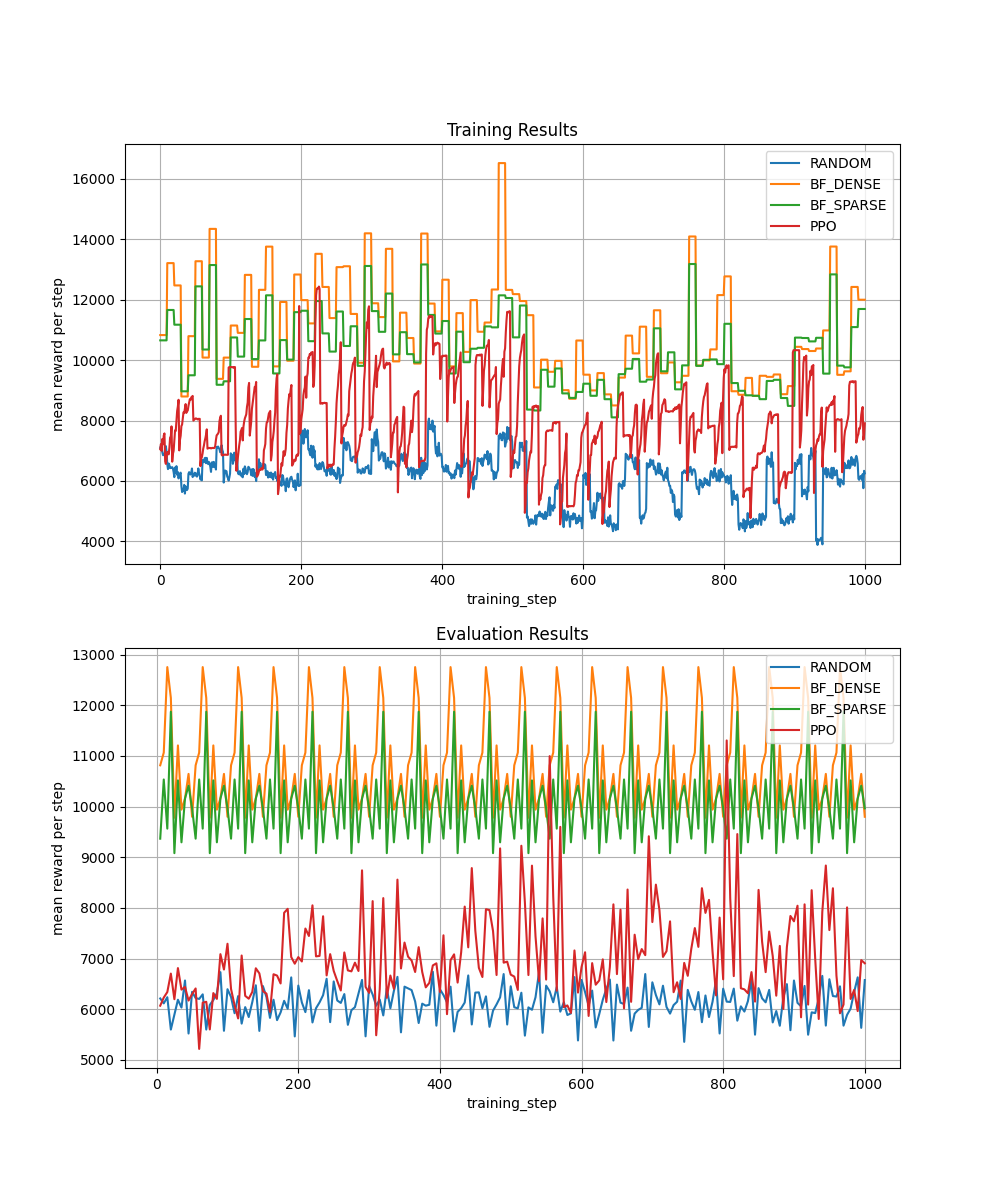 Training Results
mean reward per step
16000
14000
12000
10000
8000
6000
4000
RANDOM
BF_DENSE
BF_SPARSE
PPO
0
200
400
600
800
1000
training_step
Evaluation Results
mean reward per step
13000
12000
11000
10000
9000
8000
7000
6000
5000
RANDOM
BF_DENSE
BF_SPARSE
PPO
0
200
400
600
800
1000
training_step